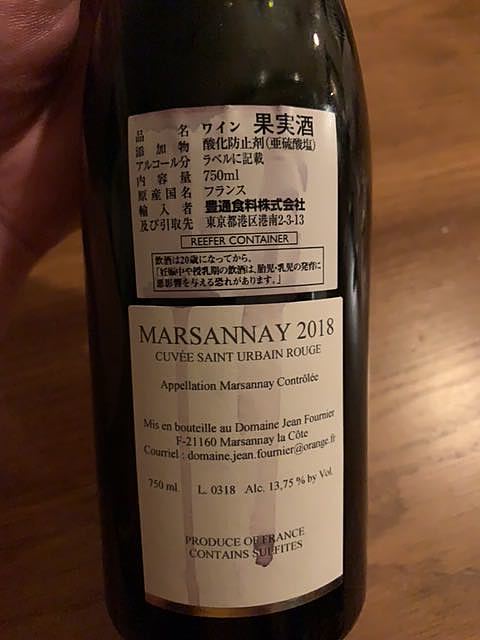 品名 ワイン 果実酒
添加物 酸化防止剤(亜硫酸塩)
アルコール分 ラベルに記載
内容量 750ml
原産国名 フランス
輸入者 豊通食料株式会社
及び引取先 東京都港区港南2-3-13
REEFER CONTAINER
飲酒は20歳になってから。
「妊娠中や授乳期の飲酒は、胎児・乳児の発育に
悪影響を与える恐れがあります。」
MARSANNAY 2018
CUVÉE SAINT URBAIN ROUGE
Appellation Marsannay Contrôlée
Mis en bouteille au Domaine Jean Fournier
F-21160 Marsannay la Côte
Courriel : domaine.jean.fournier@orange.fr
750 ml L. 0318 Alc. 13,75 % by Vol.
PRODUCE OF FRANCE
CONTAINS SULFITES